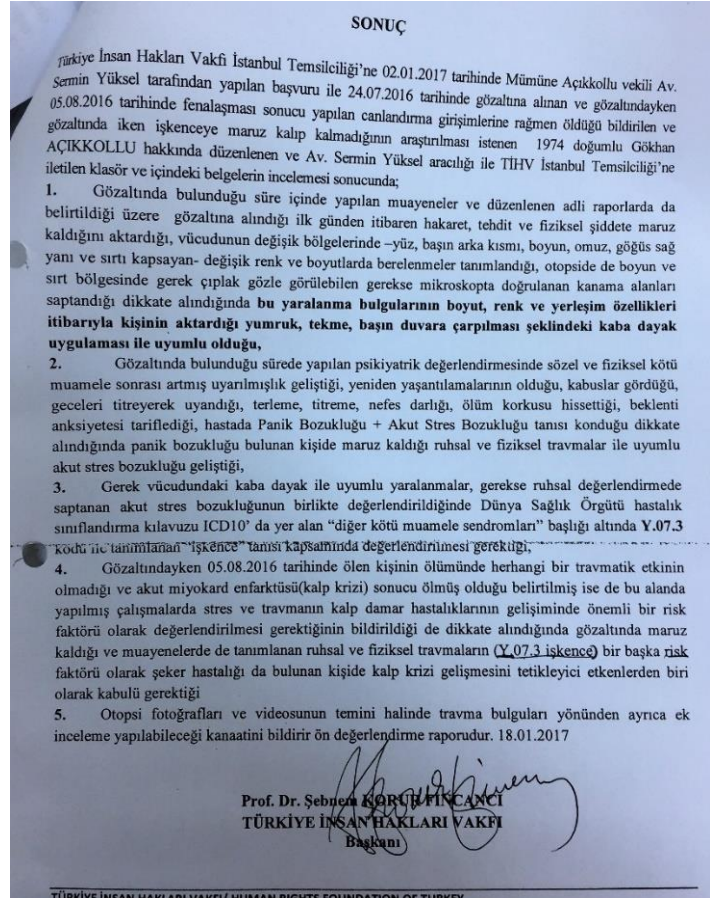 SONUÇ
Türkiye İnsan Hakları Vakfı İstanbul Temsilciliği'ne 02.01.2017 tarihinde Mümüne Açıkkollu vekili Av.
Sermin Yüksel tarafından yapılan başvuru ile 24.07.2016 tarihinde gözaltına alınan ve gözaltındayken
05.08.2016 tarihinde fenalaşması sonucu yapılan canlandırma girişimlerine rağmen öldüğü bildirilen ve
gözaltında iken işkenceye maruz kalıp kalmadığının araştırılması istenen 1974 doğumlu Gökhan
AÇIKKOLLU hakkında düzenlenen ve Av. Sermin Yüksel aracılığı ile TİHV İstanbul Temsilciliği'ne
iletilen klasör ve içindeki belgelerin incelemesi sonucunda;
1. Gözaltında bulunduğu süre içinde yapılan muayeneler ve düzenlenen adli raporlarda da
belirtildiği üzere gözaltına alındığı ilk günden itibaren hakaret, tehdit ve fiziksel şiddete maruz
kaldığını aktardığı, vücudunun değişik bölgelerinde –yüz, başın arka kısmı, boyun, omuz, göğüs sağ
yanı ve sırtı kapsayan- değişik renk ve boyutlarda berelenmeler tanımlandığı, otopside de boyun ve
sırt bölgesinde gerek çıplak gözle görülebilen gerekse mikroskopta doğrulanan kanama alanları
saptandığı dikkate alındığında bu yaralanma bulgularının boyut, renk ve yerleşim özellikleri
itibarıyla kişinin aktardığı yumruk, tekme, başın duvara çarpılması şeklindeki kaba dayak
uygulaması ile uyumlu olduğu,
2. Gözaltında bulunduğu sürede yapılan psikiyatrik değerlendirmesinde sözel ve fiziksel kötü
muamele sonrası artmış uyarılmışlık geliştiği, yeniden yaşantılamalarının olduğu, kabuslar gördüğü,
geceleri titreyerek uyandığı, terleme, titreme, nefes darlığı, ölüm korkusu hissettiği, beklenti
anksiyetesi tariflediği, hastada Panik Bozukluğu + Akut Stres Bozukluğu tanısı konduğu dikkate
alındığında panik bozukluğu bulunan kişide maruz kaldığı ruhsal ve fiziksel travmalar ile uyumlu
akut stres bozukluğu geliştiği,
3. Gerek vücudundaki kaba dayak ile uyumlu yaralanmalar, gerekse ruhsal değerlendirmede
saptanan akut stres bozukluğunun birlikte değerlendirildiğinde Dünya Sağlık Örgütü hastalık
sınıflandırma kılavuzu ICD10' da yer alan “diğer kötü muamele sendromları” başlığı altında Y.07.3
kodu ile tanımlanan “işkence” tanısı kapsamında değerlendirilmesi gerektiği,
4. Gözaltındayken 05.08.2016 tarihinde ölen kişinin ölümünde herhangi bir travmatik etkinin
olmadığı ve akut miyokard enfarktüsü(kalp krizi) sonucu ölmüş olduğu belirtilmiş ise de bu alanda
yapılmış çalışmalarda stres ve travmanın kalp damar hastalıklarının gelişiminde önemli bir risk
faktörü olarak değerlendirilmesi gerektiğinin bildirildiği de dikkate alındığında gözaltında maruz
kaldığı ve muayenelerde de tanımlanan ruhsal ve fiziksel travmaların (Y.07.3 işkence) bir başka risk
faktörü olarak şeker hastalığı da bulunan kişide kalp krizi gelişmesini tetikleyici etkenlerden biri
olarak kabulü gerektiği
5. Otopsi fotoğrafları ve videosunun temini halinde travma bulguları yönünden ayrıca ek
inceleme yapılabileceği kanaatini bildirir ön değerlendirme raporudur. 18.01.2017
Prof. Dr. Şebnem KORUR FİNCANCI
TÜRKİYE İNSAN HAKLARI VAKFI
Başkanı
TÜRKİYE İNSAN HAKLARI VAKFI/ HUMAN RIGHTS FOUNDATION OF TURKEY